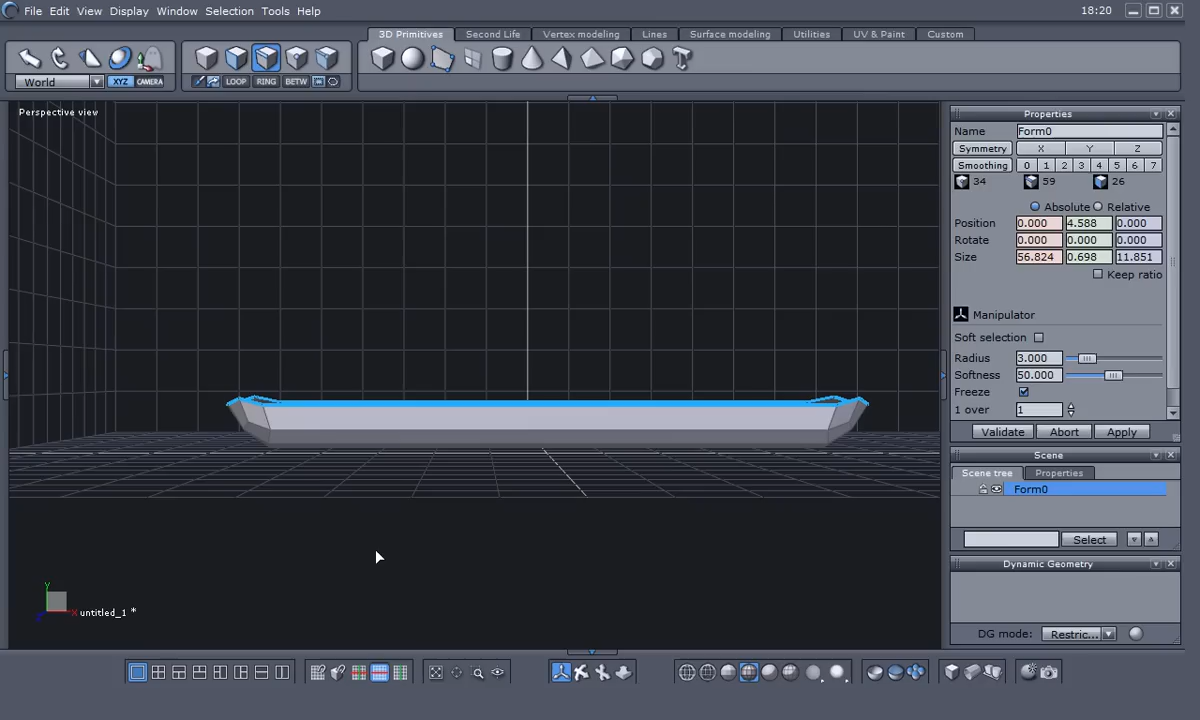 File Edit View Display Window Selection Tools Help 18:20
3D Primitives Second Life Vertex modeling Lines Surface modeling Utilities UV & Paint Custom
World XYZ CAMERA LOOP RING BETW
Perspective view
Properties
Name Form0
Symmetry X Y Z
Smoothing 0 1 2 3 4 5 6 7
34 59 26
Absolute Relative
Position 0.000 4.588 0.000
Rotate 0.000 0.000 0.000
Size 56.824 0.698 11.851
Keep ratio
Manipulator
Soft selection
Radius 3.000
Softness 50.000
Freeze
1 over 1
Validate Abort Apply
Scene
Scene tree Properties
Form0
Select
Dynamic Geometry
DG mode: Restric...
Y
X
Z
untitled_1 *